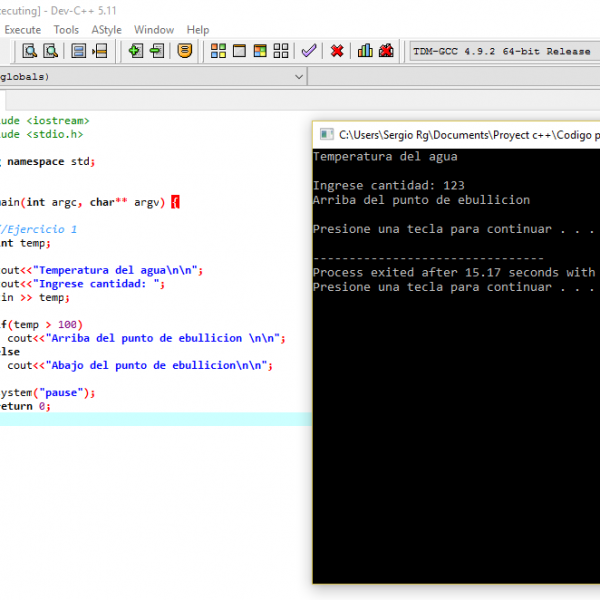 ecuting] - Dev-C++ 5.11
Execute Tools AStyle Window Help
TDM-GCC 4.9.2 64-bit Release
globals)
ude <iostream>
ude <stdio.h>
namespace std;
ain(int argc, char** argv) {
/Ejercicio 1
nt temp;
out<<"Temperatura del agua\n\n";
out<<"Ingrese cantidad: ";
in >> temp;
f(temp > 100)
cout<<"Arriba del punto de ebullicion \n\n";
lse
cout<<"Abajo del punto de ebullicion\n\n";
ystem("pause");
eturn 0;
C:\Users\Sergio Rg\Documents\Proyect c++\Codigo p
Temperatura del agua
Ingrese cantidad: 123
Arriba del punto de ebullicion
Presione una tecla para continuar . . .
-------------------------------
Process exited after 15.17 seconds with
Presione una tecla para continuar . . .